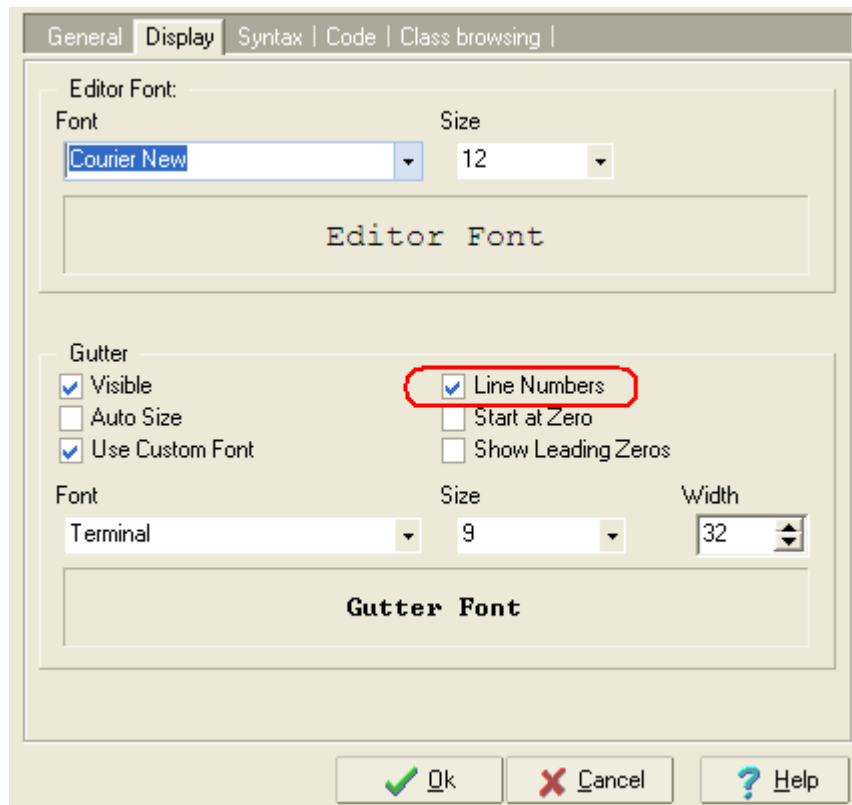 General Display Syntax | Code | Class browsing |
Editor Font:
Font Size
Courier New 12
Editor Font
Gutter
Visible Line Numbers
Auto Size Start at Zero
Use Custom Font Show Leading Zeros
Font Size Width
Terminal 9 32
Gutter Font
Ok Cancel Help